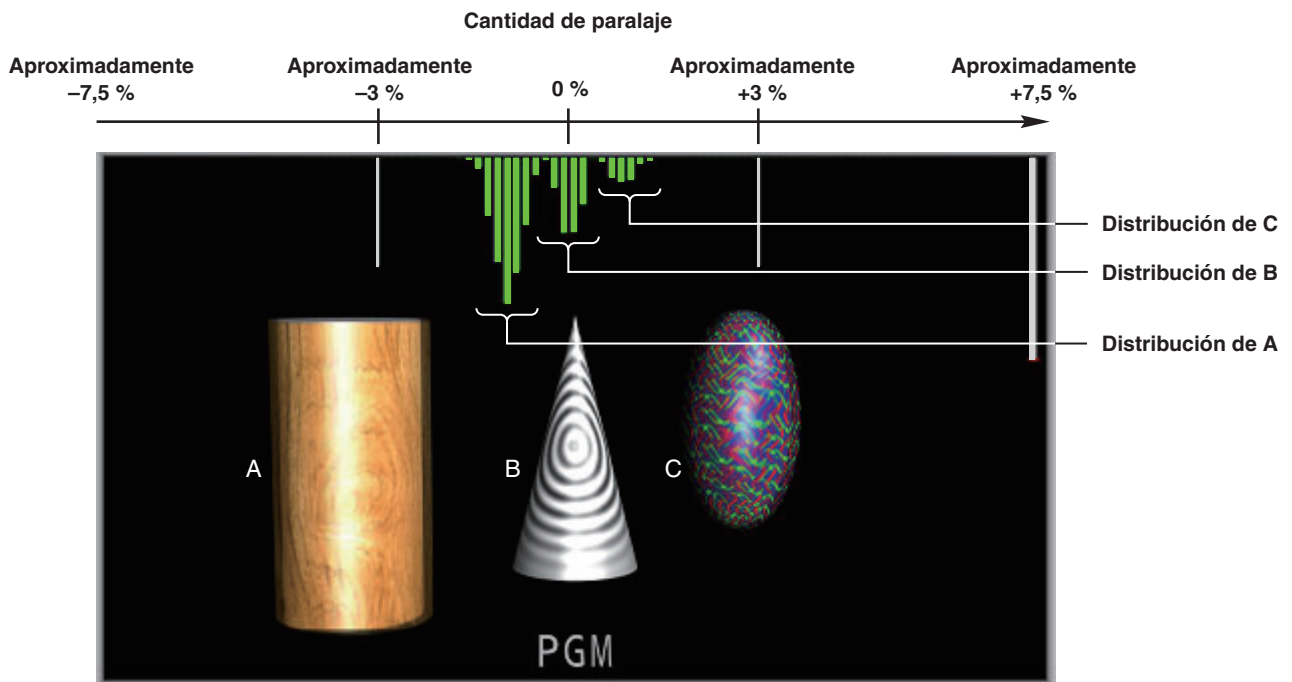 Cantidad de paralaje
Aproximadamente
–7,5 %
Aproximadamente
–3 %
0 %
Aproximadamente
+3 %
Aproximadamente
+7,5 %
Distribución de C
Distribución de B
Distribución de A
A
B
C
PGM